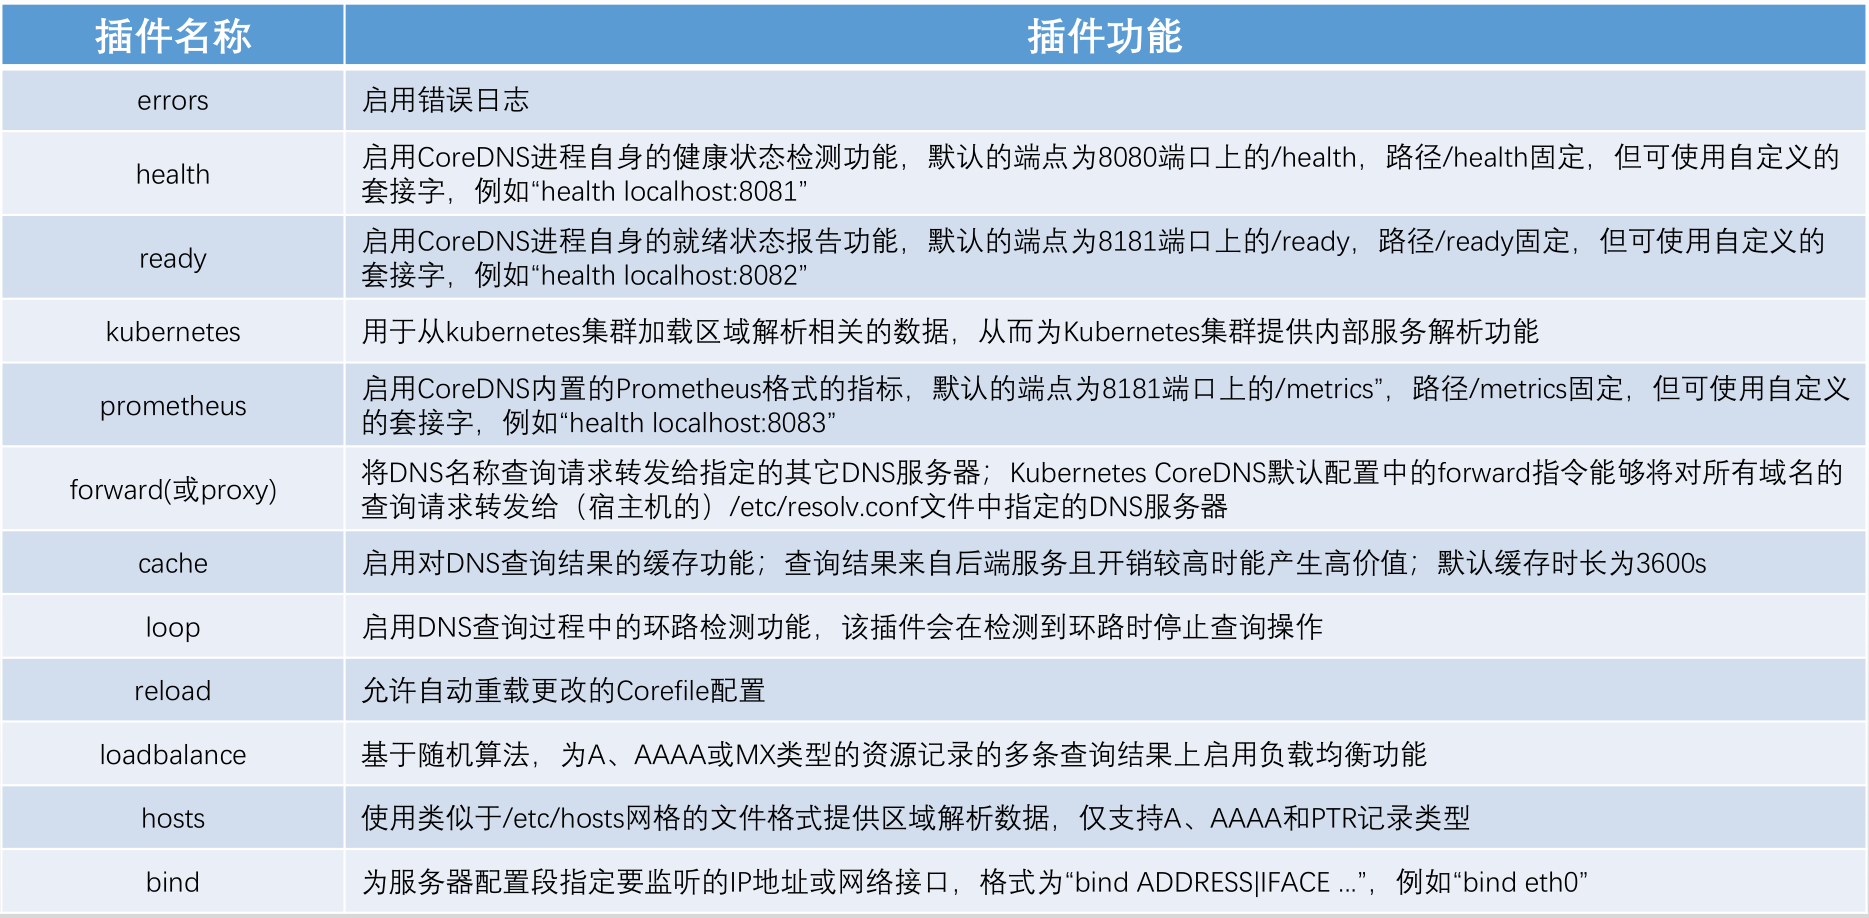 插件名称
插件功能
errors
启用错误日志
health
启用CoreDNS进程自身的健康状态检测功能，默认的端点为8080端口上的/health，路径/health固定，但可使用自定义的
套接字，例如“health localhost:8081”
ready
启用CoreDNS进程自身的就绪状态报告功能，默认的端点为8181端口上的/ready，路径/ready固定，但可使用自定义的
套接字，例如“health localhost:8082”
kubernetes
用于从kubernetes集群加载区域解析相关的数据，从而为Kubernetes集群提供内部服务解析功能
prometheus
启用CoreDNS内置的Prometheus格式的指标，默认的端点为8181端口上的/metrics”，路径/metrics固定，但可使用自定义
的套接字，例如“health localhost:8083”
forward(或proxy)
将DNS名称查询请求转发给指定的其它DNS服务器；Kubernetes CoreDNS默认配置中的forward指令能够将对所有域名的
查询请求转发给（宿主机的）/etc/resolv.conf文件中指定的DNS服务器
cache
启用对DNS查询结果的缓存功能；查询结果来自后端服务且开销较高时能产生高价值；默认缓存时长为3600s
loop
启用DNS查询过程中的环路检测功能，该插件会在检测到环路时停止查询操作
reload
允许自动重载更改的Corefile配置
loadbalance
基于随机算法，为A、AAAA或MX类型的资源记录的多条查询结果上启用负载均衡功能
hosts
使用类似于/etc/hosts网格的文件格式提供区域解析数据，仅支持A、AAAA和PTR记录类型
bind
为服务器配置段指定要监听的IP地址或网络接口，格式为“bind ADDRESS|IFACE ...”，例如“bind eth0”